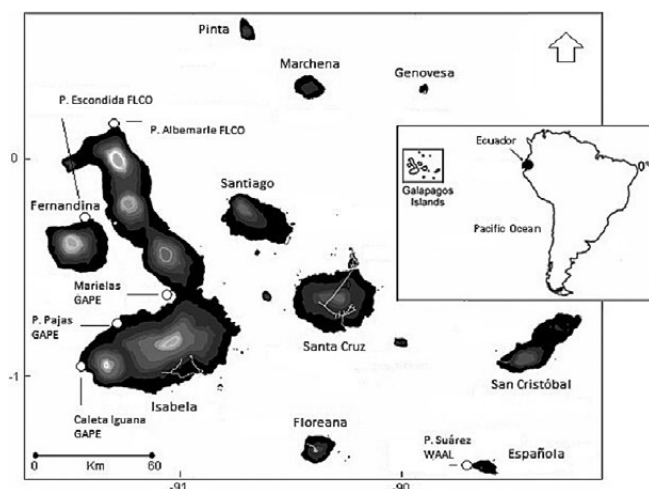 Pinta
Marchena
Genovesa
P. Escondida FLCO
P. Albemarle FLCO
0
Ecuador
0°
Galapagos
Islands
Pacific Ocean
Santiago
Fernandina
Marielas
GAPE
P. Pajas
GAPE
Santa Cruz
San Cristóbal
-1
Isabela
Caleta Iguana
GAPE
Floreana
P. Suárez
WAAL
Española
0 60
Km
-91 -90